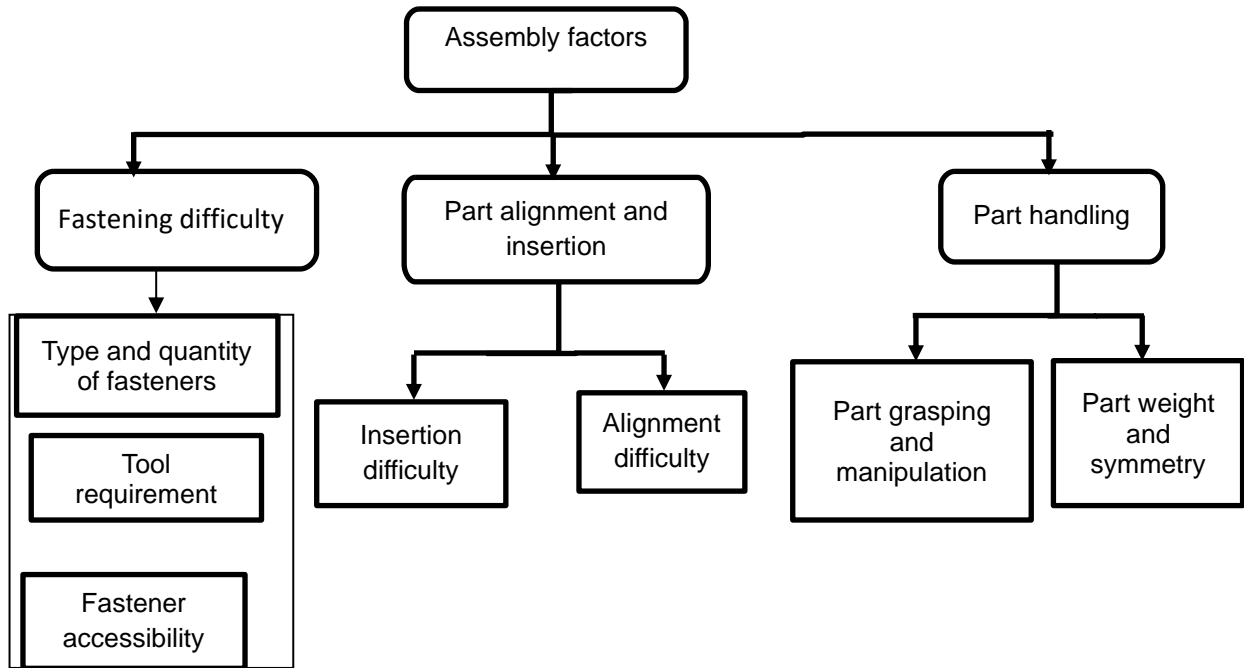 Assembly factors
Fastening difficulty
Part alignment and
insertion
Part handling
Type and quantity
of fasteners
Tool
requirement
Fastener
accessibility
Insertion
difficulty
Alignment
difficulty
Part grasping
and
manipulation
Part weight
and
symmetry